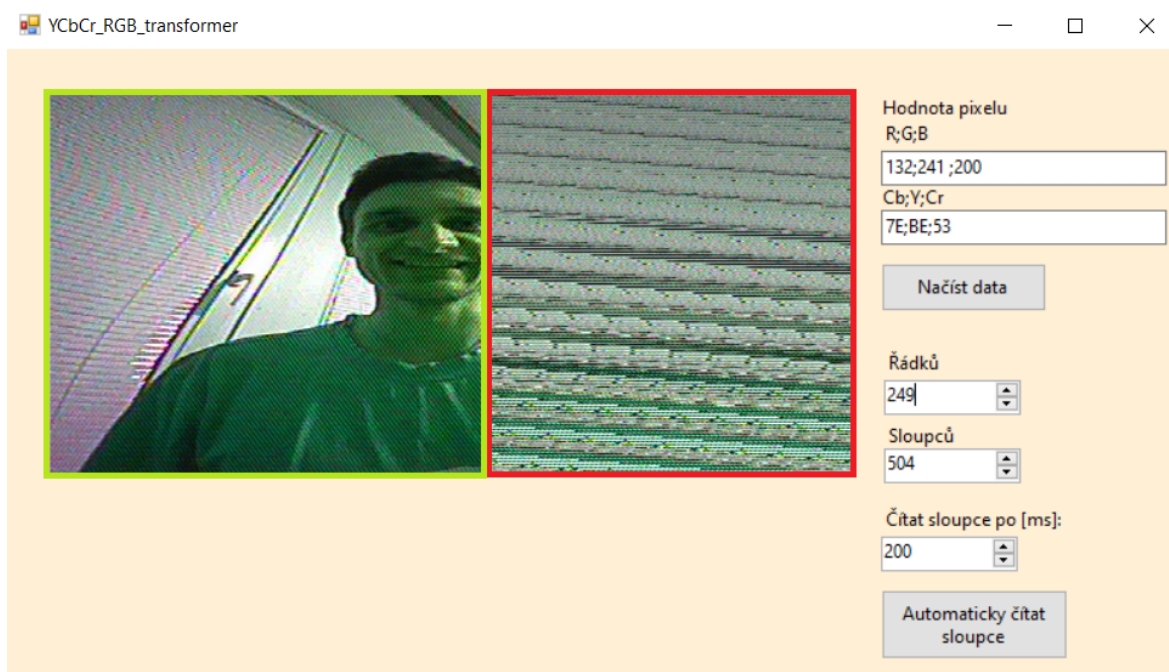 YCbCr_RGB_transformer
Hodnota pixelu
R;G;B
132;241 ;200
Cb;Y;Cr
7E;BE;53
Načíst data
Řádků
249
Sloupců
504
Čítat sloupce po [ms]:
200
Automaticky čítat
sloupce